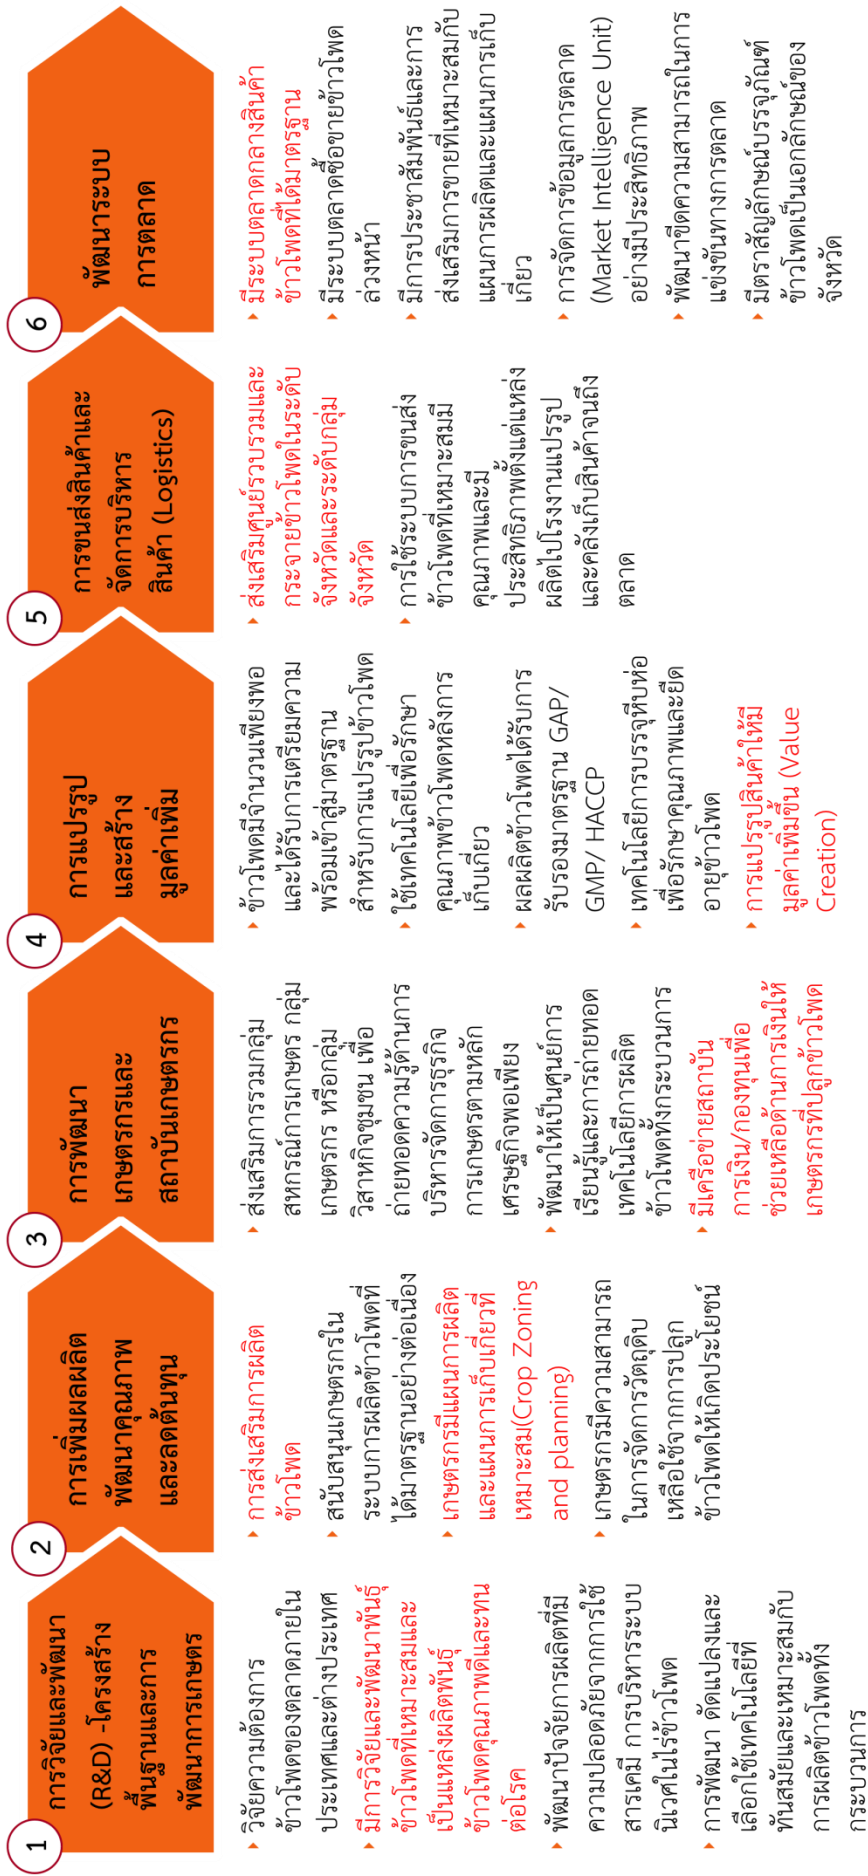 1
การวิจัยและพัฒนา
(R&D) -โครงสร้าง
พื้นฐานและการ
พัฒนาการเกษตร
วิจัยความต้องการ
ข้าวโพดของตลาดภายใน
ประเทศและต่างประเทศ
มีการวิจัยและพัฒนาพันธุ์
ข้าวโพดที่เหมาะสมและ
เป็นแหล่งผลิตพันธุ์
ข้าวโพดคุณภาพดีและทน
ต่อโรค
พัฒนาปัจจัยการผลิตที่มี
ความปลอดภัยจากการใช้
สารเคมี การบริหารระบบ
นิเวศในไร่ข้าวโพด
การพัฒนา ดัดแปลงและ
เลือกใช้เทคโนโลยีที่
ทันสมัยและเหมาะสมกับ
การผลิตข้าวโพดทั้ง
กระบวนการ
2
การเพิ่มผลผลิต
พัฒนาคุณภาพ
และลดต้นทุน
การส่งเสริมการผลิต
ข้าวโพด
สนับสนุนเกษตรกรใน
ระบบการผลิตข้าวโพดที่
ได้มาตรฐานอย่างต่อเนื่อง
เกษตรกรมีแผนการผลิต
และแผนการเก็บเกี่ยวที่
เหมาะสม(Crop Zoning
and planning)
เกษตรกรมีความสามารถ
ในการจัดการวัตถุดิบ
เหลือใช้จากการปลูก
ข้าวโพดให้เกิดประโยชน์
3
การพัฒนา
เกษตรกรและ
สถาบันเกษตรกร
ส่งเสริมการรวมกลุ่ม
สหกรณ์การเกษตร กลุ่ม
เกษตรกร หรือกลุ่ม
วิสาหกิจชุมชน เพื่อ
ถ่ายทอดความรู้ด้านการ
บริหารจัดการธุรกิจ
การเกษตรตามหลัก
เศรษฐกิจพอเพียง
พัฒนาให้เป็นศูนย์การ
เรียนรู้และการถ่ายทอด
เทคโนโลยีการผลิต
ข้าวโพดทั้งกระบวนการ
มีเครือข่ายสถาบัน
การเงิน/กองทุนเพื่อ
ช่วยเหลือด้านการเงินให้
เกษตรกรที่ปลูกข้าวโพด
4
การแปรรูป
และสร้าง
มูลค่าเพิ่ม
ข้าวโพดมีจำนวนเพียงพอ
และได้รับการเตรียมความ
พร้อมเข้าสู่มาตรฐาน
สำหรับการแปรรูปข้าวโพด
ใช้เทคโนโลยีเพื่อรักษา
คุณภาพข้าวโพดหลังการ
เก็บเกี่ยว
ผลผลิตข้าวโพดได้รับการ
รับรองมาตรฐาน GAP/
GMP/ HACCP
เทคโนโลยีการบรรจุหีบห่อ
เพื่อรักษาคุณภาพและยืด
อายุข้าวโพด
การแปรรูปสินค้าให้มี
มูลค่าเพิ่มขึ้น (Value
Creation)
5
การขนส่งสินค้าและ
จัดการบริหาร
สินค้า (Logistics)
ส่งเสริมศูนย์รวบรวมและ
กระจายข้าวโพดในระดับ
จังหวัดและระดับกลุ่ม
จังหวัด
การใช้ระบบการขนส่ง
ข้าวโพดที่เหมาะสมมี
คุณภาพและมี
ประสิทธิภาพตั้งแต่แหล่ง
ผลิตไปโรงงานแปรรูป
และคลังเก็บสินค้าจนถึง
ตลาด
6
พัฒนาระบบ
การตลาด
มีระบบตลาดกลางสินค้า
ข้าวโพดที่ได้มาตรฐาน
มีระบบตลาดซื้อขายข้าวโพด
ล่วงหน้า
มีการประชาสัมพันธ์และการ
ส่งเสริมการขายที่เหมาะสมกับ
แผนการผลิตและแผนการเก็บ
เกี่ยว
การจัดการข้อมูลการตลาด
(Market Intelligence Unit)
อย่างมีประสิทธิภาพ
พัฒนาขีดความสามารถในการ
แข่งขันทางการตลาด
มีตราสัญลักษณ์บรรจุภัณฑ์
ข้าวโพดเป็นเอกลักษณ์ของ
จังหวัด